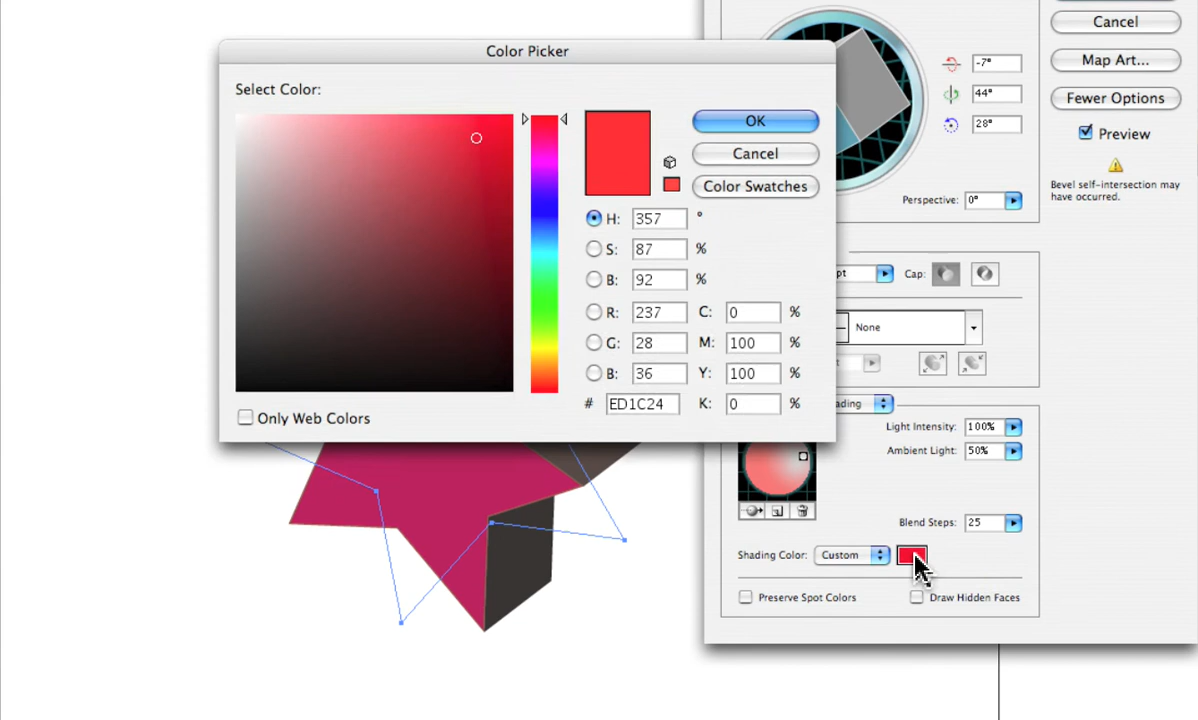 Color Picker
Select Color:
OK
Cancel
Color Swatches
H: 357 °
S: 87 %
B: 92 %
R: 237 C: 0 %
G: 28 M: 100 %
B: 36 Y: 100 %
# ED1C24 K: 0 %
Only Web Colors
Cancel
Map Art...
Fewer Options
Preview
Bevel self-intersection may
have occurred.
-7°
44°
28°
Perspective: 0°
pt Cap:
None
ading
Light Intensity: 100%
Ambient Light: 50%
Blend Steps: 25
Shading Color: Custom
Preserve Spot Colors Draw Hidden Faces